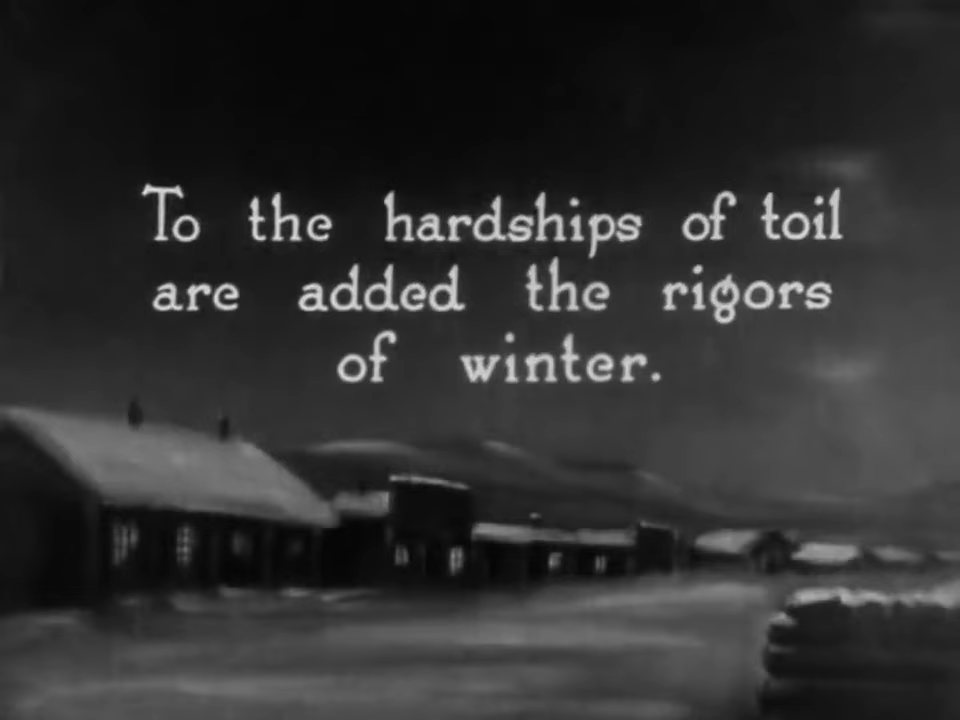 To the hardships of toil
are added the rigors
of winter.